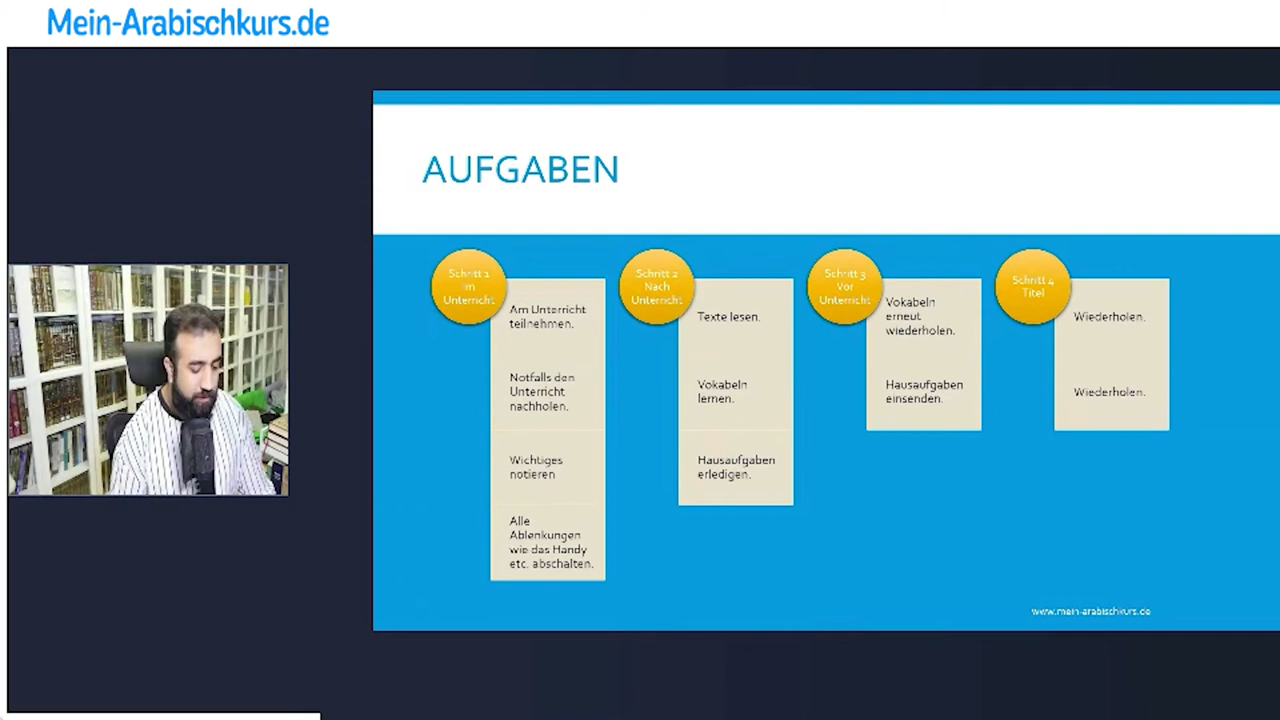 Mein-Arabischkurs.de
AUFGABEN
Schritt 1
Im
Unterricht
Am Unterricht
teilnehmen.
Notfalls den
Unterricht
nachholen.
Wichtiges
notieren
Alle
Ablenkungen
wie das Handy
etc. abschalten.
Schritt 2
Nach
Unterricht
Texte lesen.
Vokabeln
lernen.
Hausaufgaben
erledigen.
Schritt 3
Vor
Unterricht
Vokabeln
erneut
wiederholen.
Hausaufgaben
einsenden.
Schritt 4
Titel
Wiederholen.
Wiederholen.
www.mein-arabischkurs.de